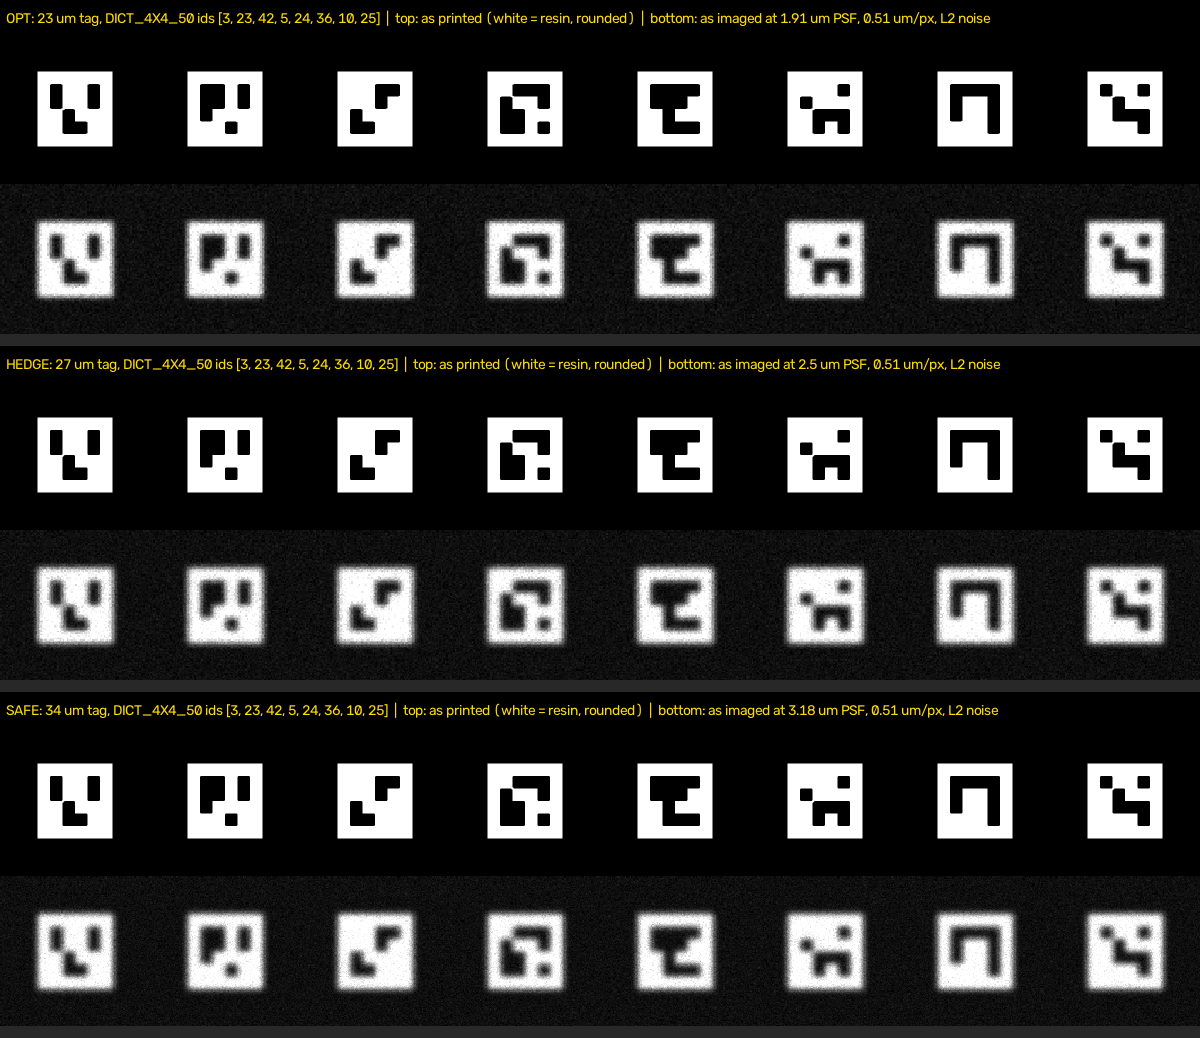 OPT: 23 um tag, DICT_4X4_50 ids [3, 23, 42, 5, 24, 36, 10, 25] | top: as printed (white = resin, rounded) | bottom: as imaged at 1.91 um PSF, 0.51 um/px, L2 noise
HEDGE: 27 um tag, DICT_4X4_50 ids [3, 23, 42, 5, 24, 36, 10, 25] | top: as printed (white = resin, rounded) | bottom: as imaged at 2.5 um PSF, 0.51 um/px, L2 noise
SAFE: 34 um tag, DICT_4X4_50 ids [3, 23, 42, 5, 24, 36, 10, 25] | top: as printed (white = resin, rounded) | bottom: as imaged at 3.18 um PSF, 0.51 um/px, L2 noise